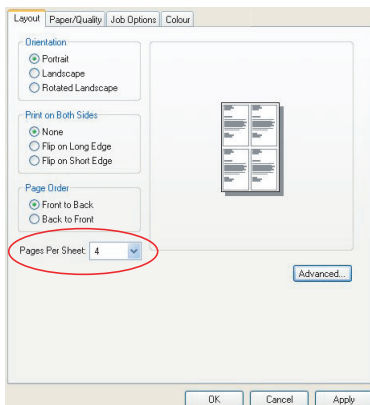 Layout Paper/Quality Job Options Colour
Orientation
Portrait
Landscape
Rotated Landscape
Print on Both Sides
None
Flip on Long Edge
Flip on Short Edge
Page Order
Front to Back
Back to Front
Pages Per Sheet: 4
Advanced...
OK Cancel Apply